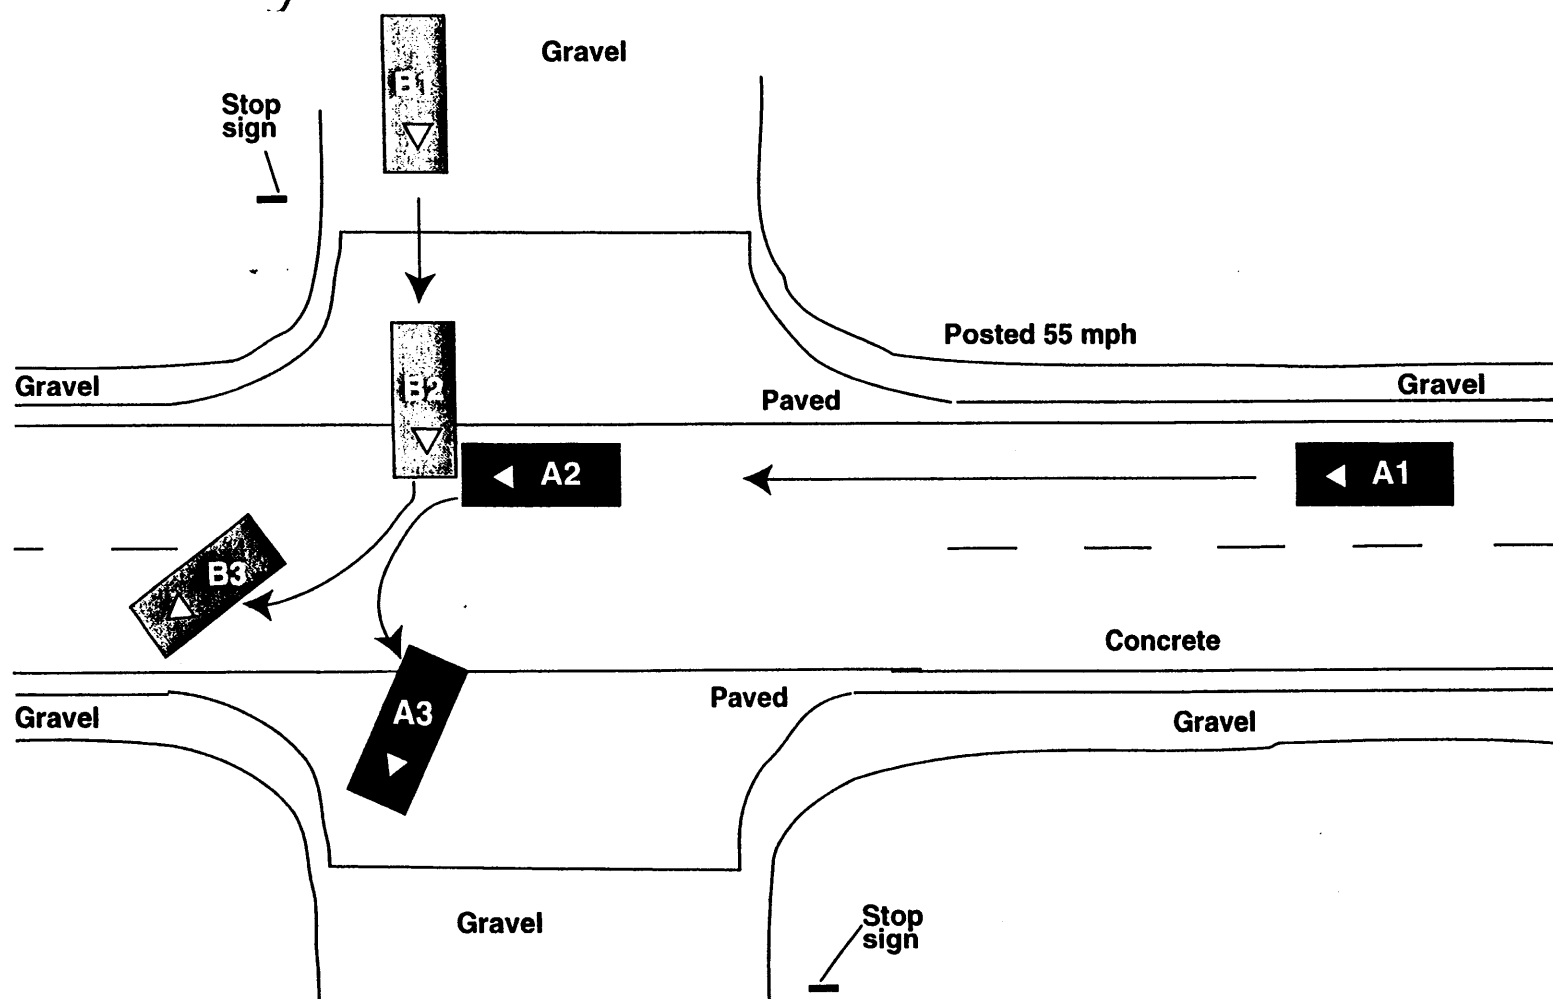 Gravel
B1
Stop
sign
Posted 55 mph
Gravel
Gravel
B2
Paved
A2
A1
B3
Concrete
Paved
A3
Gravel
Gravel
Gravel
Stop
sign